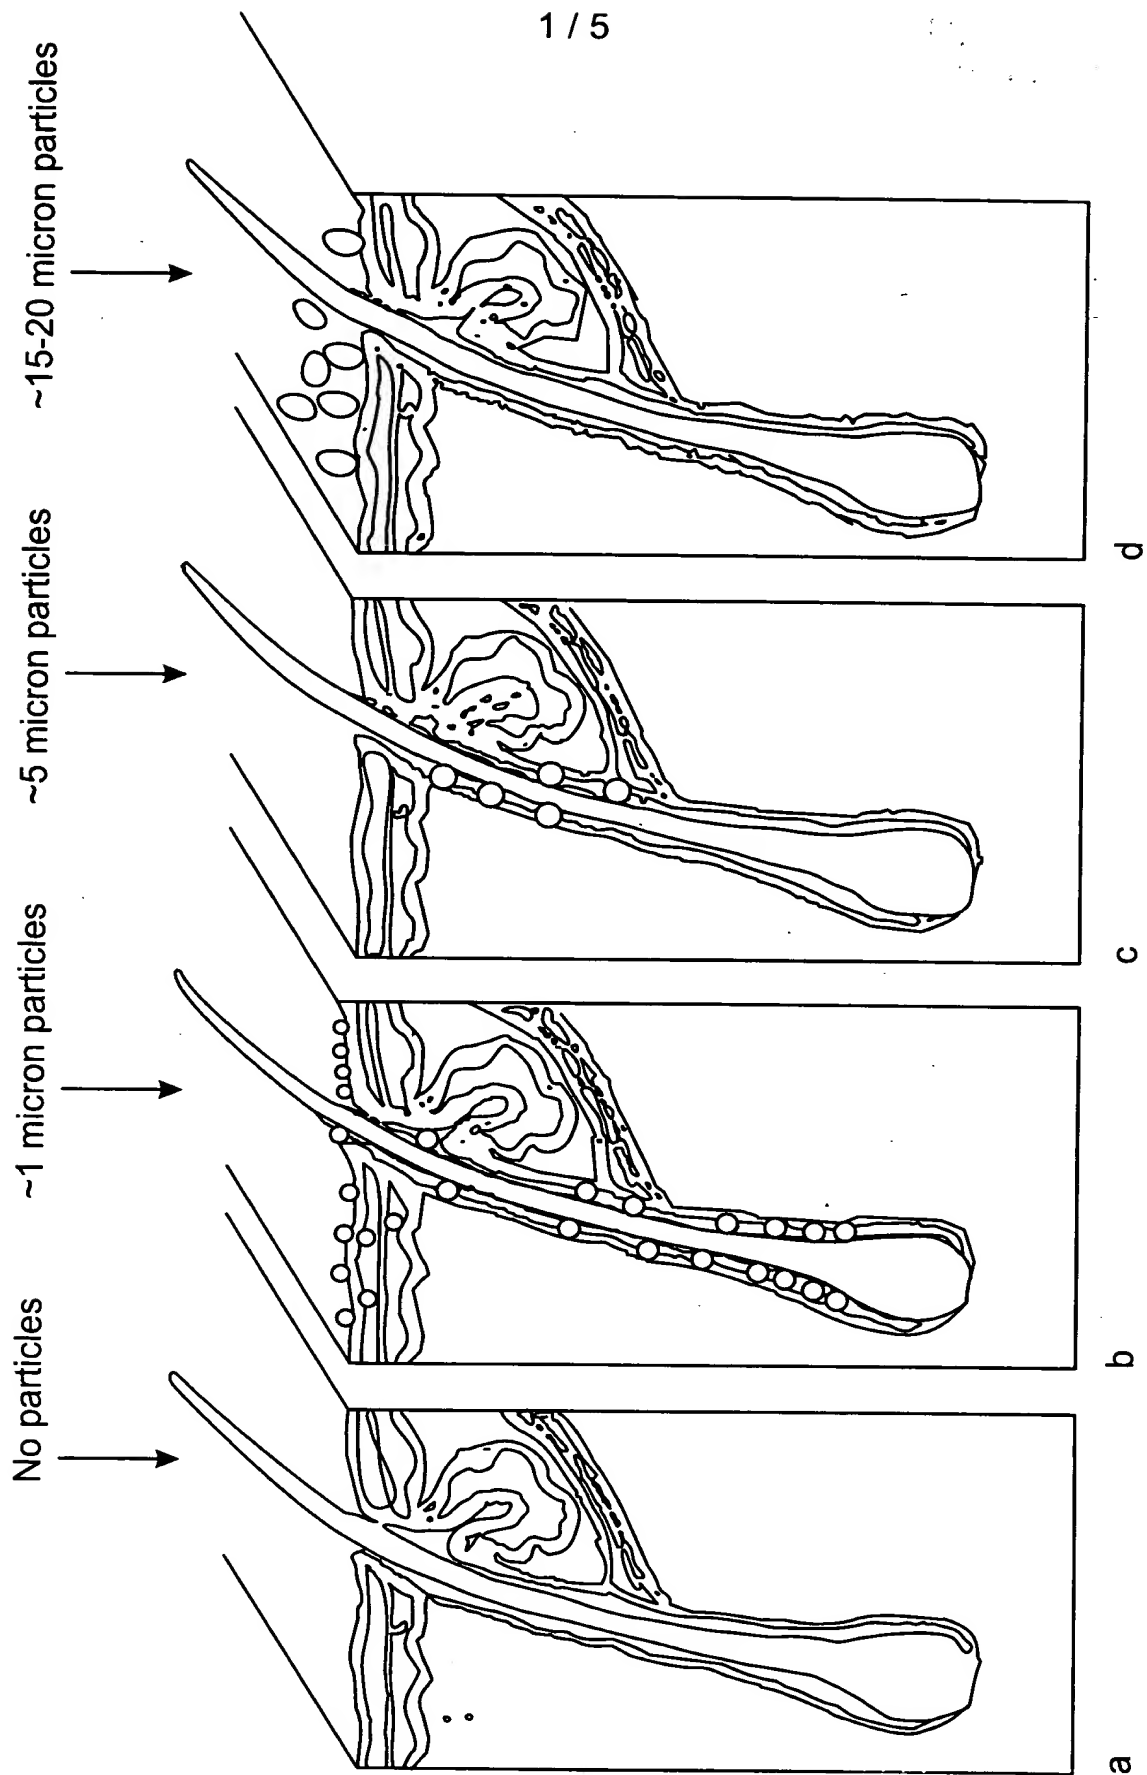 1 / 5
No particles
~1 micron particles
~5 micron particles
~15-20 micron particles
a
b
c
d